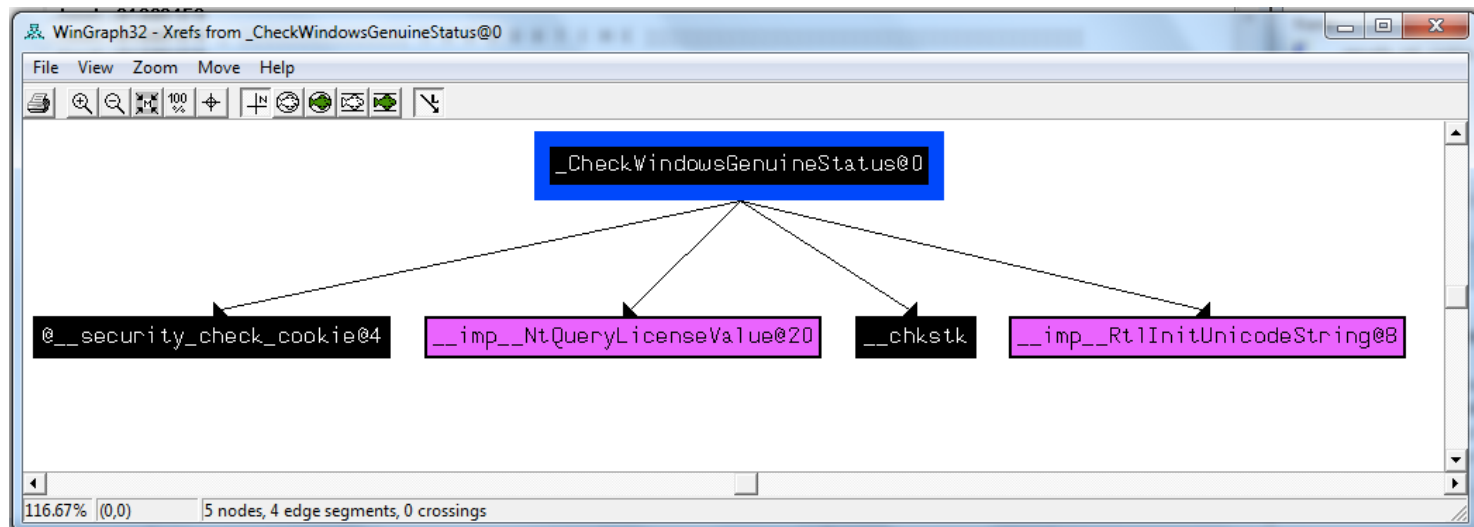 WinGraph32 - Xrefs from _CheckWindowsGenuineStatus@0
File View Zoom Move Help
100 %
_CheckWindowsGenuineStatus@0
@__security_check_cookie@4 __imp__NtQueryLicenseValue@20 __chkstk __imp__RtlInitUnicodeString@8
116.67% (0,0) 5 nodes, 4 edge segments, 0 crossings